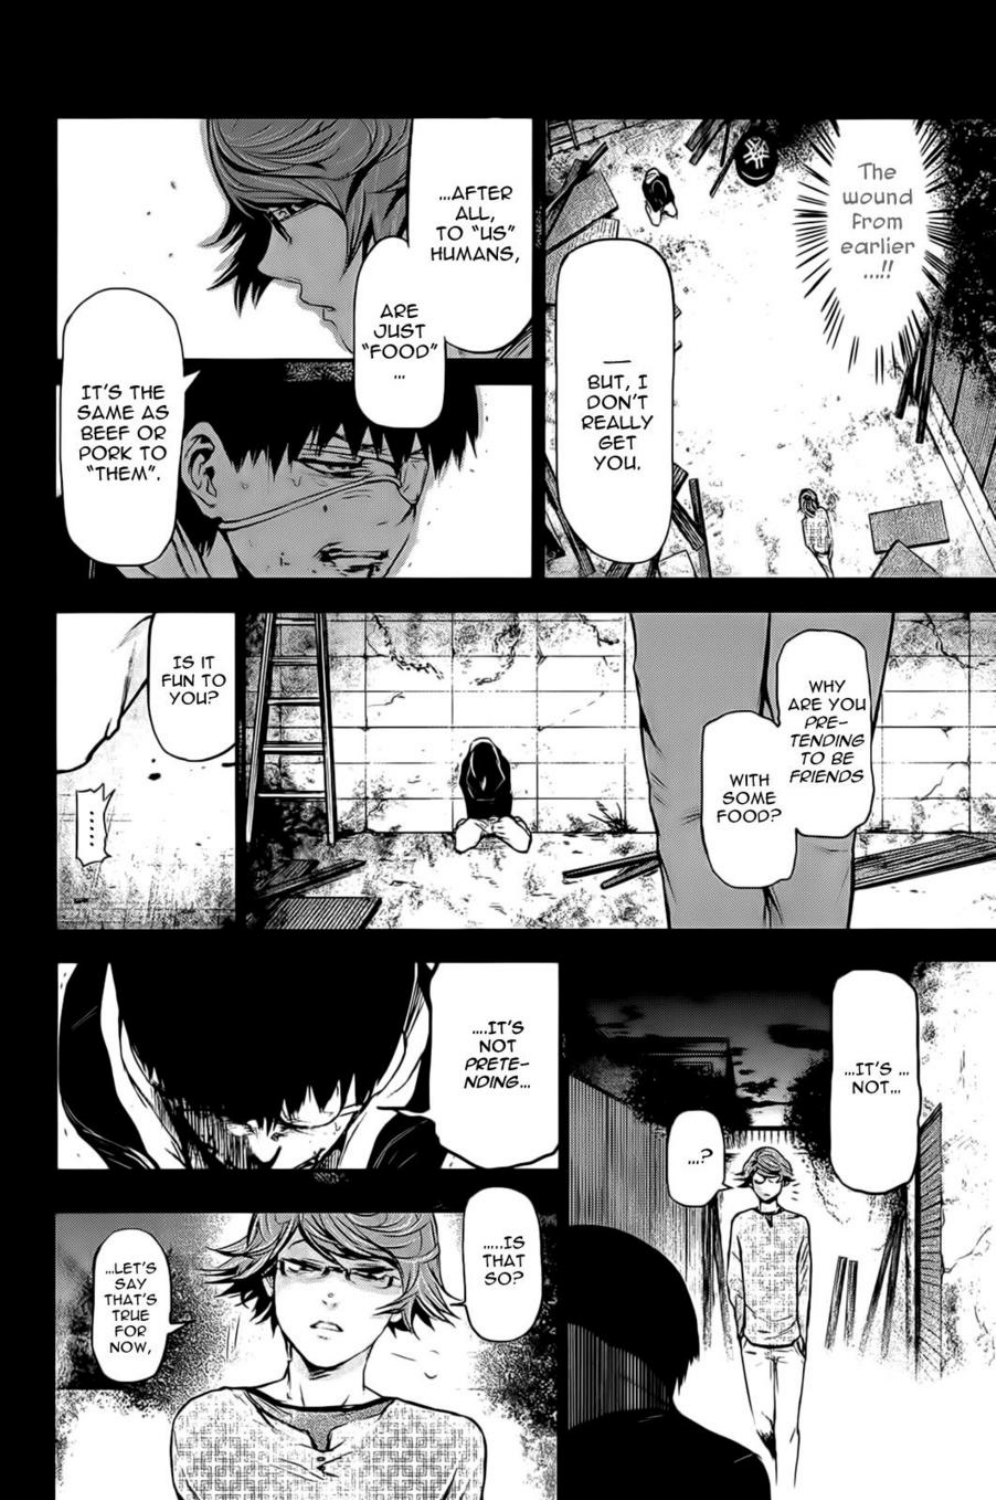 The
wound
from
earlier
....!!
—
BUT, I
DON'T
REALLY
GET
YOU.
...AFTER
ALL,
TO "US"
HUMANS,
ARE
JUST
"FOOD"
...
IT'S THE
SAME AS
BEEF OR
PORK TO
"THEM".
WHY
ARE YOU
PRE-
TENDING
TO BE
FRIENDS
WITH
SOME
FOOD?
IS IT
FUN TO
YOU?
......
...IT'S ...
NOT...
...?
....IT'S
NOT
PRETE-
NDING...
.....IS
THAT
SO?
...LET'S
SAY
THAT'S
TRUE
FOR
NOW,